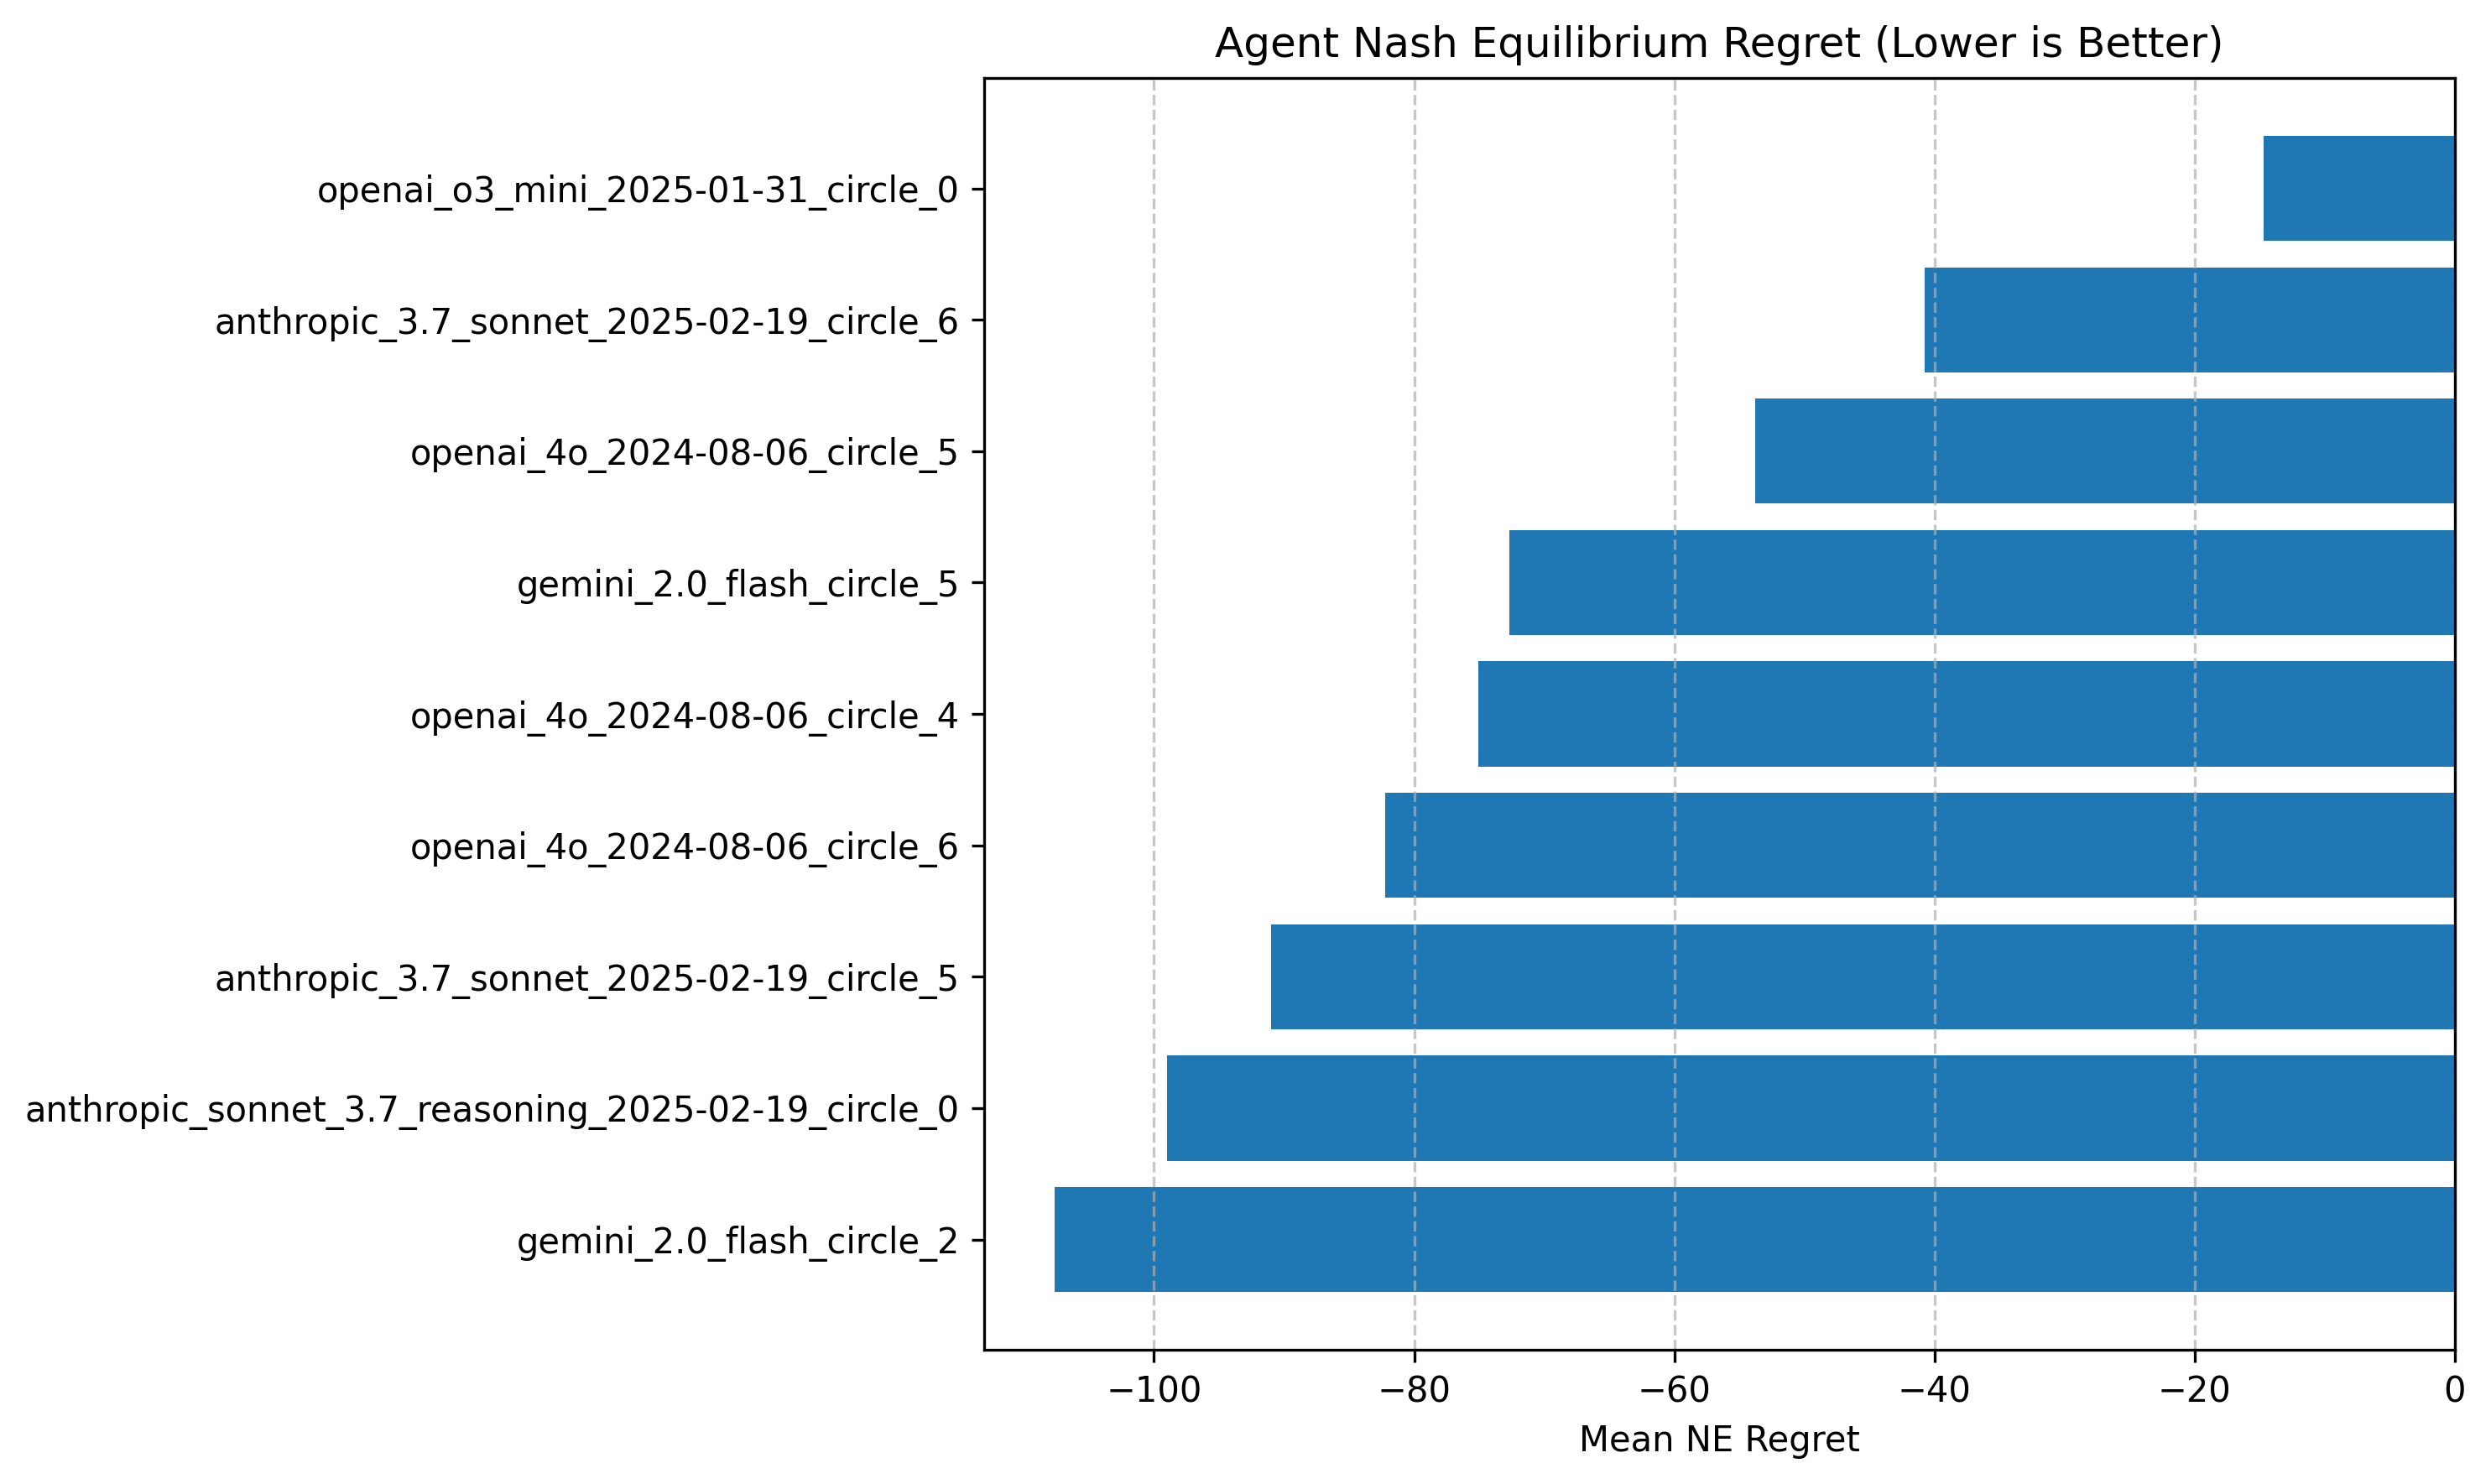 Agent Nash Equilibrium Regret (Lower is Better)
openai_o3_mini_2025-01-31_circle_0
anthropic_3.7_sonnet_2025-02-19_circle_6
openai_4o_2024-08-06_circle_5
gemini_2.0_flash_circle_5
openai_4o_2024-08-06_circle_4
openai_4o_2024-08-06_circle_6
anthropic_3.7_sonnet_2025-02-19_circle_5
anthropic_sonnet_3.7_reasoning_2025-02-19_circle_0
gemini_2.0_flash_circle_2
−100 −80 −60 −40 −20 0
Mean NE Regret